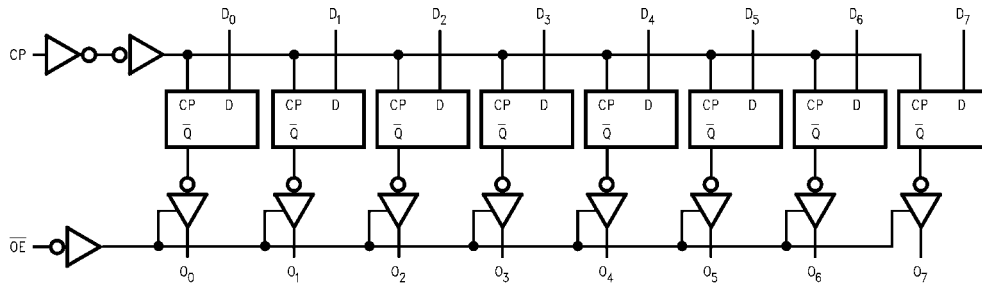 D₀ D₁ D₂ D₃ D₄ D₅ D₆ D₇
CP
CP D CP D CP D CP D CP D CP D CP D CP D
Q̅ Q̅ Q̅ Q̅ Q̅ Q̅ Q̅ Q̅
O̅E̅
O₀ O₁ O₂ O₃ O₄ O₅ O₆ O₇